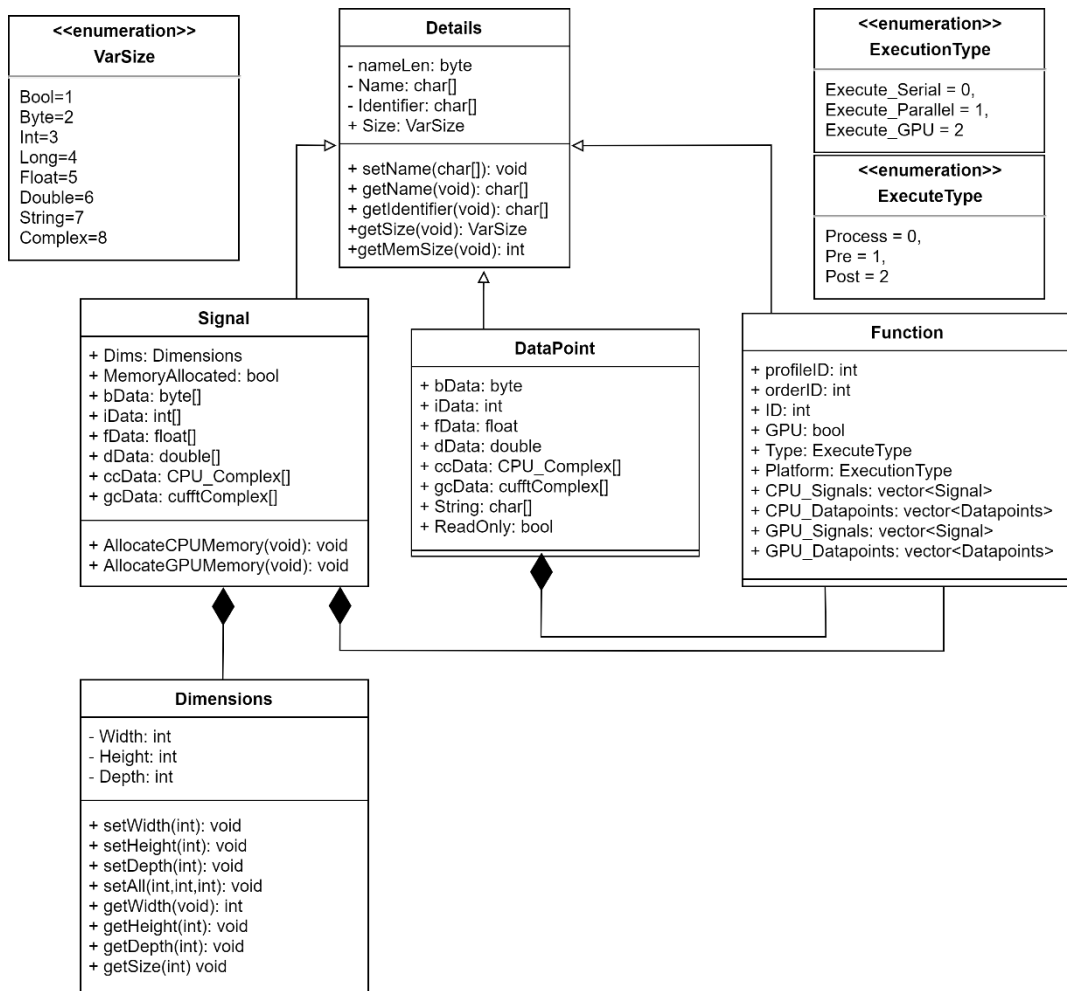 <<enumeration>>
VarSize
Bool=1
Byte=2
Int=3
Long=4
Float=5
Double=6
String=7
Complex=8
Details
- nameLen: byte
- Name: char[]
- Identifier: char[]
+ Size: VarSize
+ setName(char[]): void
+ getName(void): char[]
+ getIdentifier(void): char[]
+getSize(void): VarSize
+getMemSize(void): int
<<enumeration>>
ExecutionType
Execute_Serial = 0,
Execute_Parallel = 1,
Execute_GPU = 2
<<enumeration>>
ExecuteType
Process = 0,
Pre = 1,
Post = 2
Signal
+ Dims: Dimensions
+ MemoryAllocated: bool
+ bData: byte[]
+ iData: int[]
+ fData: float[]
+ dData: double[]
+ ccData: CPU_Complex[]
+ gcData: cufftComplex[]
+ AllocateCPUMemory(void): void
+ AllocateGPUMemory(void): void
DataPoint
+ bData: byte
+ iData: int
+ fData: float
+ dData: double
+ ccData: CPU_Complex[]
+ gcData: cufftComplex[]
+ String: char[]
+ ReadOnly: bool
Function
+ profileID: int
+ orderID: int
+ ID: int
+ GPU: bool
+ Type: ExecuteType
+ Platform: ExecutionType
+ CPU_Signals: vector<Signal>
+ CPU_Datapoints: vector<Datapoints>
+ GPU_Signals: vector<Signal>
+ GPU_Datapoints: vector<Datapoints>
Dimensions
- Width: int
- Height: int
- Depth: int
+ setWidth(int): void
+ setHeight(int): void
+ setDepth(int): void
+ setAll(int,int,int): void
+ getWidth(void): int
+ getHeight(int): void
+ getDepth(int): void
+ getSize(int) void